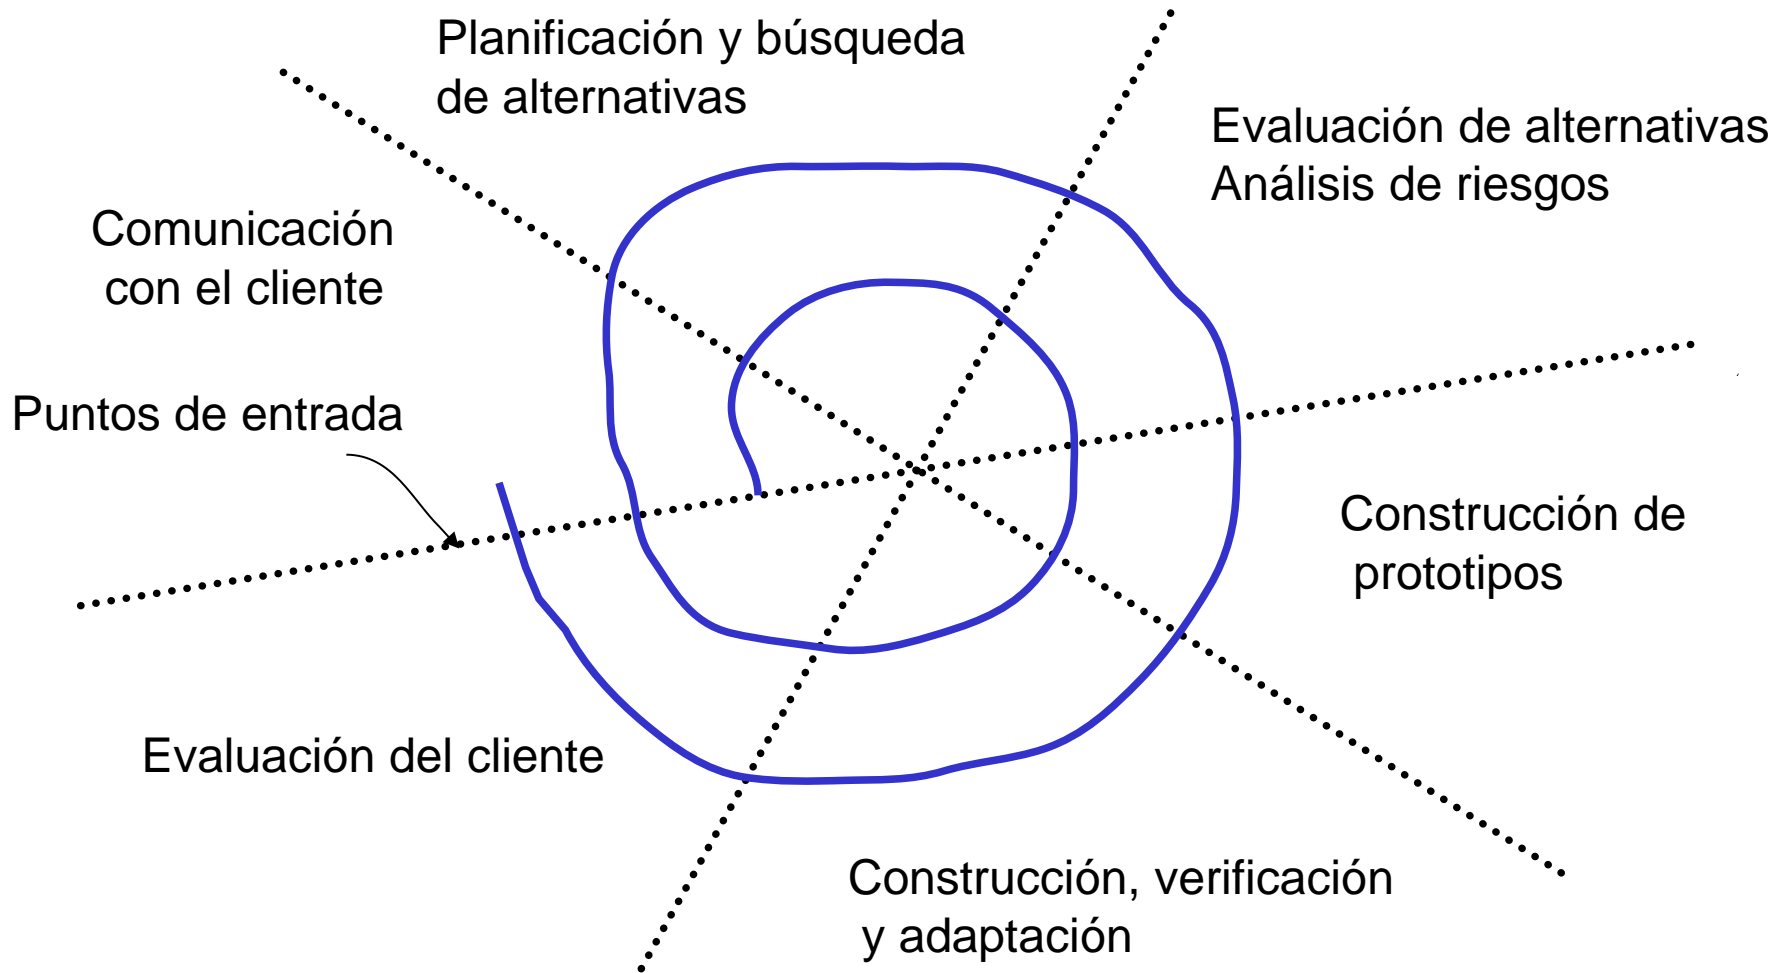 Planificación y búsqueda
de alternativas
Evaluación de alternativas
Análisis de riesgos
Comunicación
con el cliente
Puntos de entrada
Construcción de
prototipos
Evaluación del cliente
Construcción, verificación
y adaptación